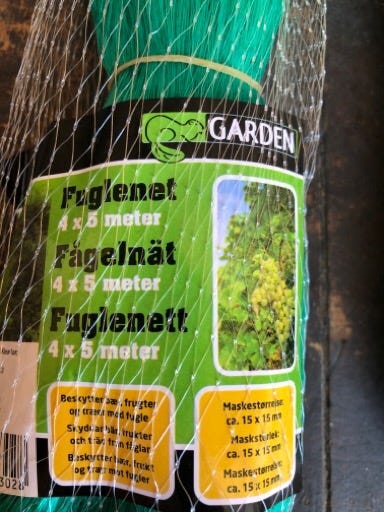 GARDEN
Fuglenet
4 x 5 meter
Fågelnät
4 x 5 meter
Fuglenett
4 x 5 meter
Beskytter bær, frugter
og træer mod fugle
Skyddar bär, frukter
och träd från fåglar
Beskytter bær, frukt
og trær mot fugler
Maskestørrelse:
ca. 15 x 15 mm
Maskstorlek:
ca. 15 x 15 mm
Maskestørrelse:
ca. 15 x 15 mm
3028